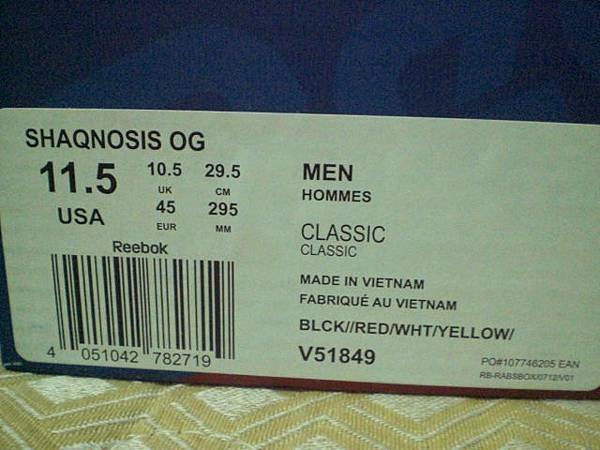 SHAQNOSIS OG
11.5 10.5 29.5
UK CM
USA 45 295
EUR MM
Reebok
4 051042 782719
MEN
HOMMES
CLASSIC
CLASSIC
MADE IN VIETNAM
FABRIQUÉ AU VIETNAM
BLCK//RED/WHT/YELLOW/
V51849
PO#107746205 EAN
RB-RABSBOX/0712/V01